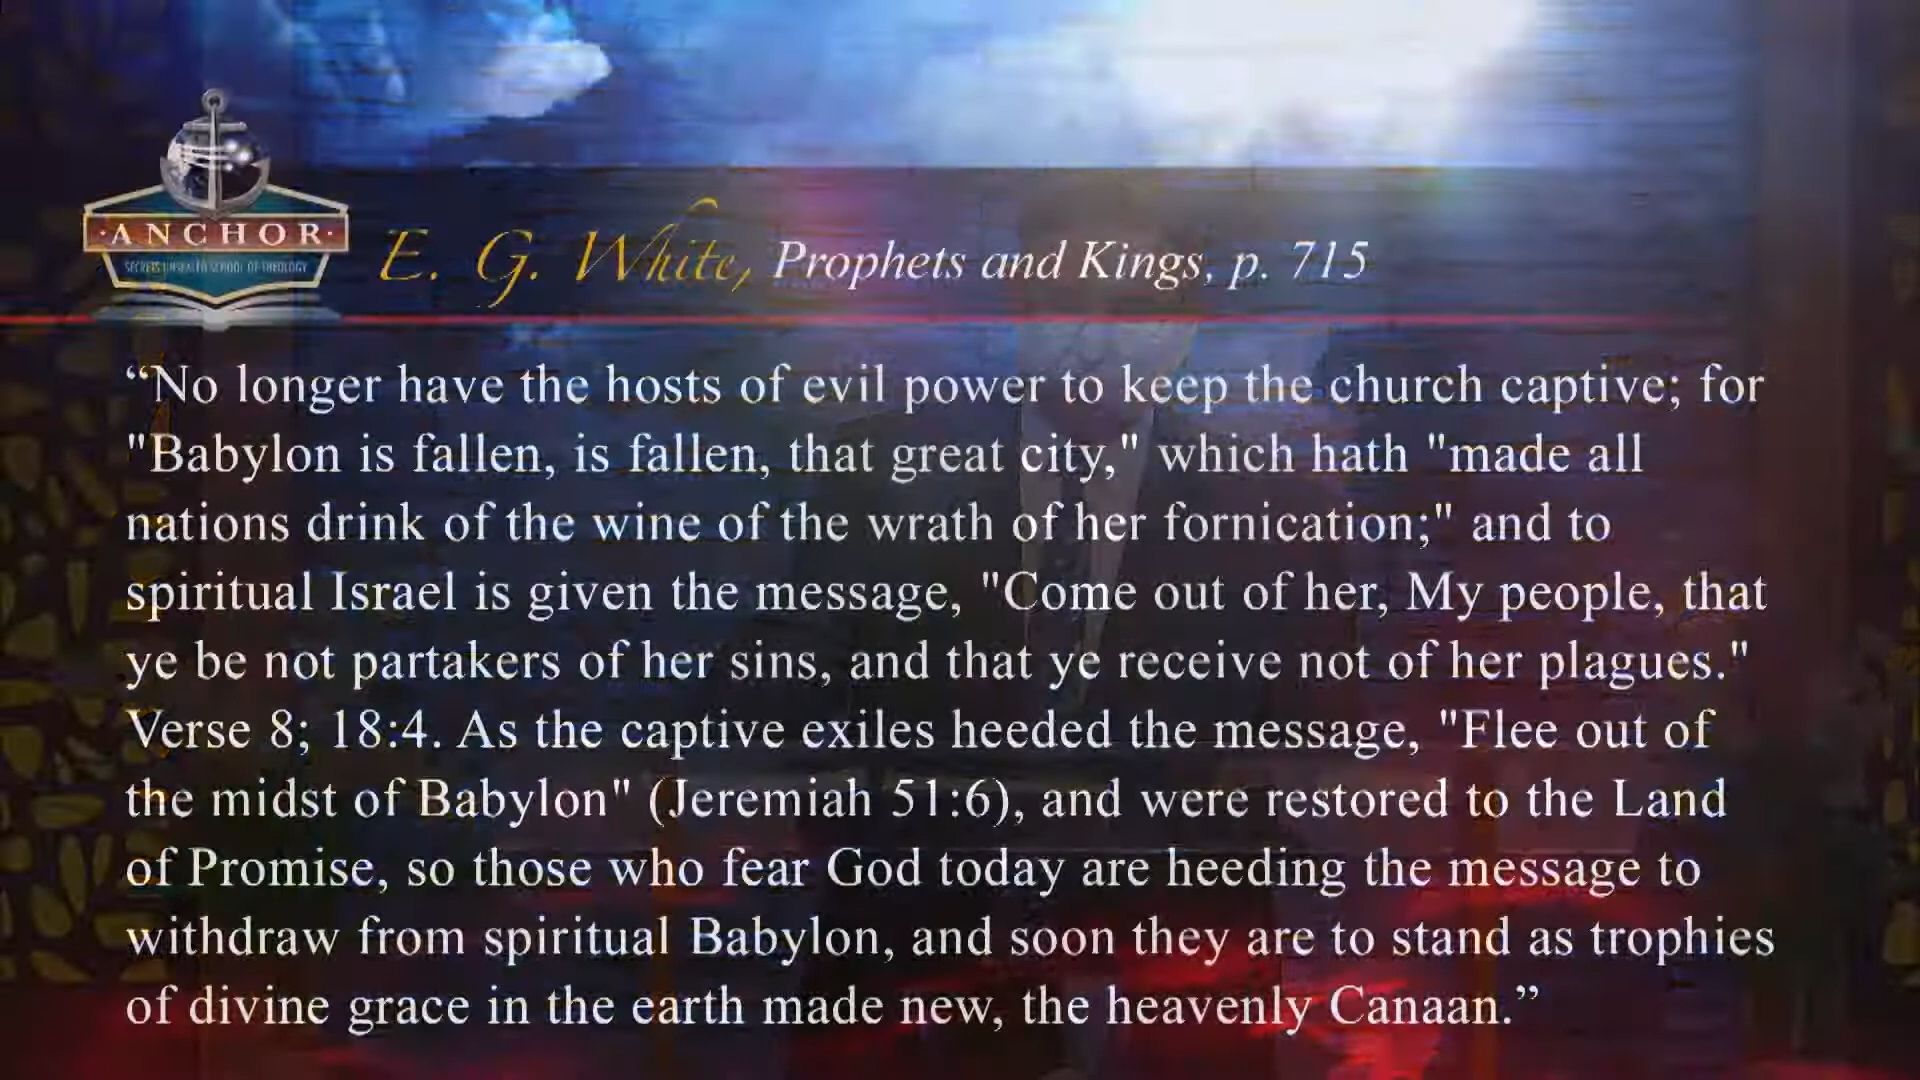 ·ANCHOR·
SECRETS UNSEALED SCHOOL OF THEOLOGY
E. G. White, Prophets and Kings, p. 715
“No longer have the hosts of evil power to keep the church captive; for
"Babylon is fallen, is fallen, that great city," which hath "made all
nations drink of the wine of the wrath of her fornication;" and to
spiritual Israel is given the message, "Come out of her, My people, that
ye be not partakers of her sins, and that ye receive not of her plagues."
Verse 8; 18:4. As the captive exiles heeded the message, "Flee out of
the midst of Babylon" (Jeremiah 51:6), and were restored to the Land
of Promise, so those who fear God today are heeding the message to
withdraw from spiritual Babylon, and soon they are to stand as trophies
of divine grace in the earth made new, the heavenly Canaan.”